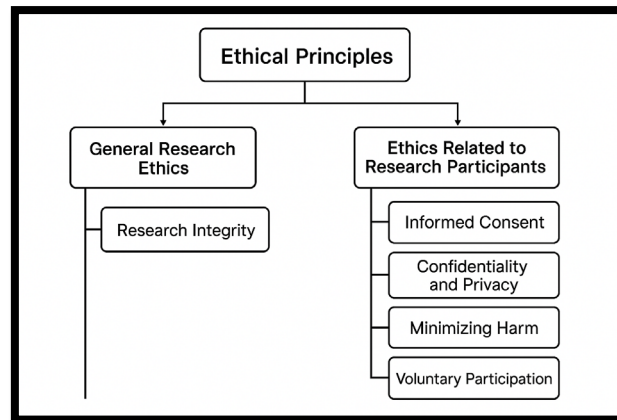 Ethical Principles
General Research
Ethics
Research Integrity
Ethics Related to
Research Participants
Informed Consent
Confidentiality
and Privacy
Minimizing Harm
Voluntary Participation